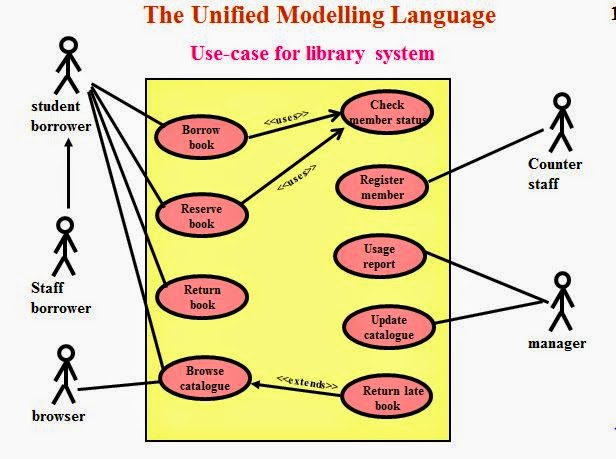 The Unified Modelling Language
1
Use-case for library system
student
borrower
Borrow
book
<<uses>>
Check
member status
Counter
staff
Reserve
book
<<uses>>
Register
member
Staff
borrower
Return
book
Usage
report
Update
catalogue
manager
browser
Browse
catalogue
<<extends>>
Return late
book